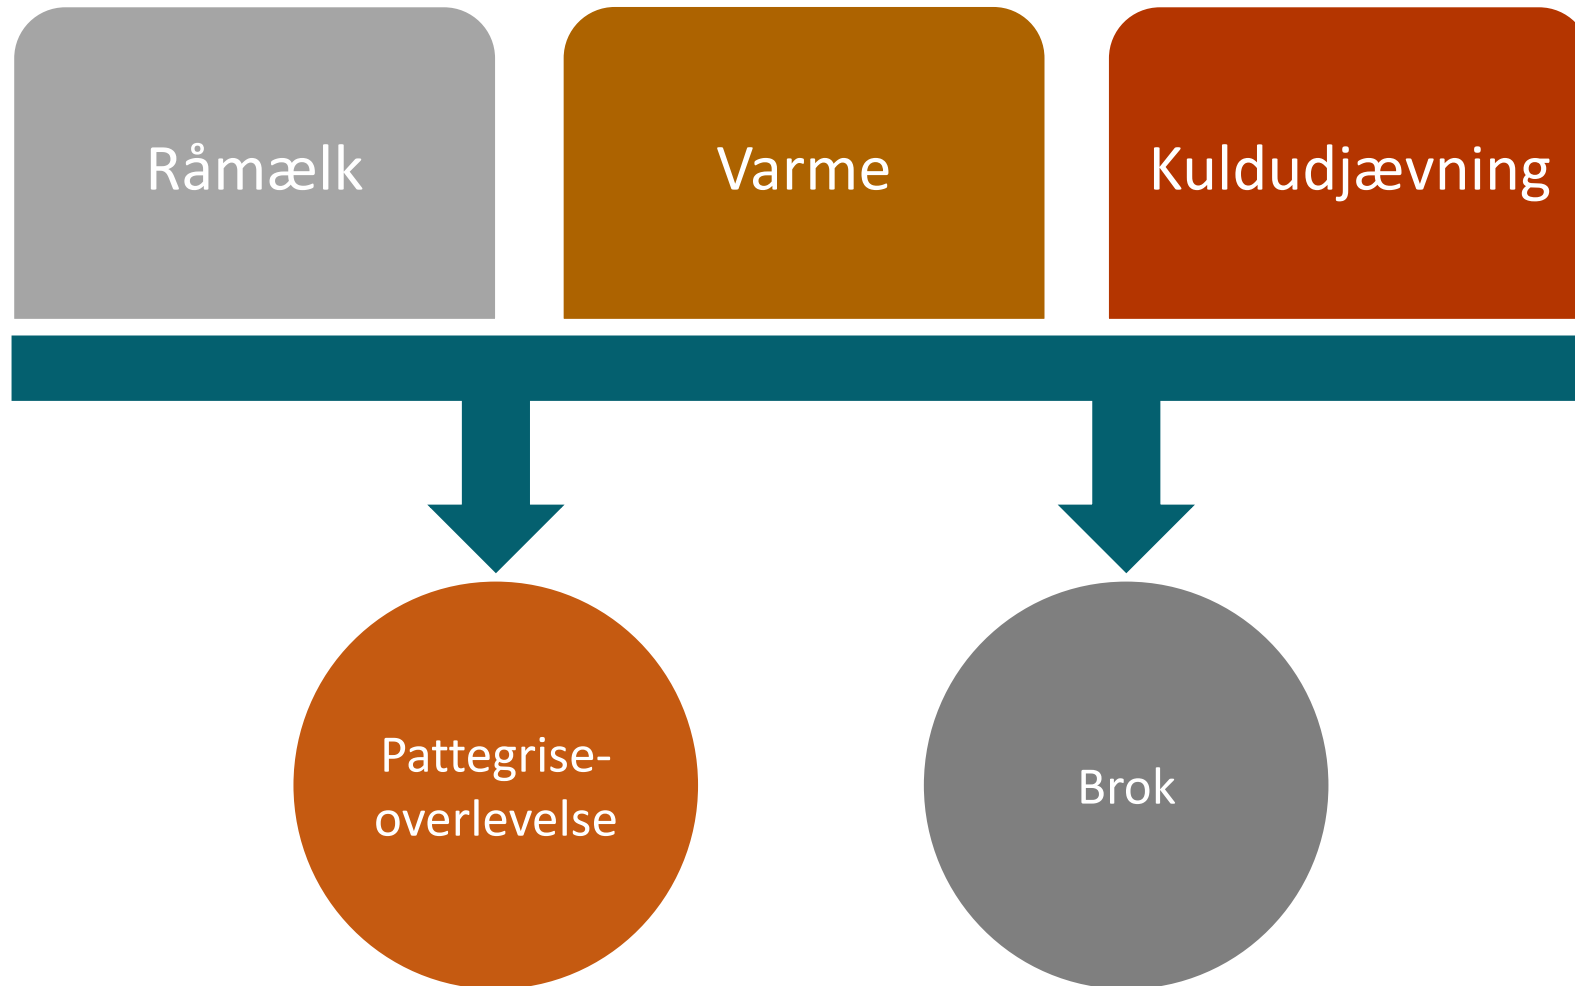 Råmælk
Varme
Kuldudjævning
Pattegrise-
overlevelse
Brok